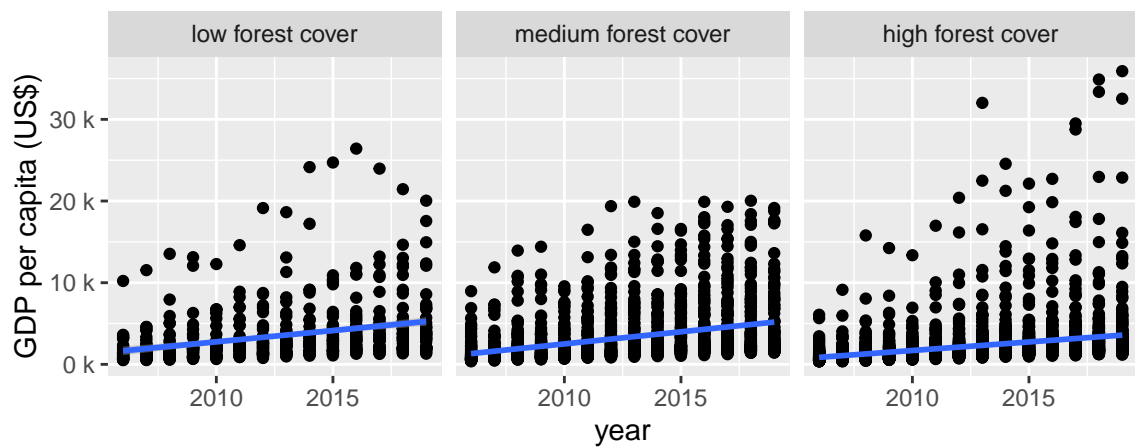 low forest cover
medium forest cover
high forest cover
GDP per capita (US$)
30 k
20 k
10 k
0 k
2010
2015
2010
2015
2010
2015
year